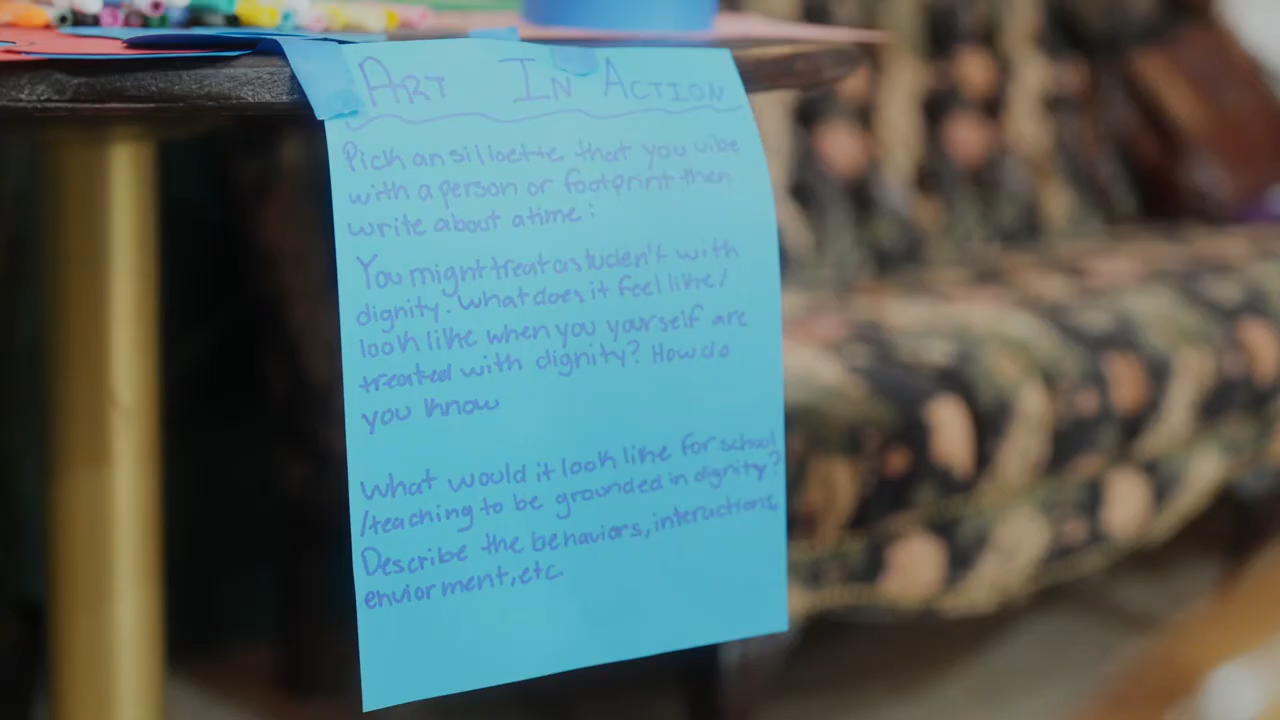 ART IN ACTION
Pick an silloette that you vibe
with a person or footprint then
write about a time:
You might treat a studen't with
dignity. What does it feel like/
look like when you yourself are
treated with dignity? How do
you know
What would it look like for school
/teaching to be grounded in dignity?
Describe the behaviors, interactions,
enviorment, etc.